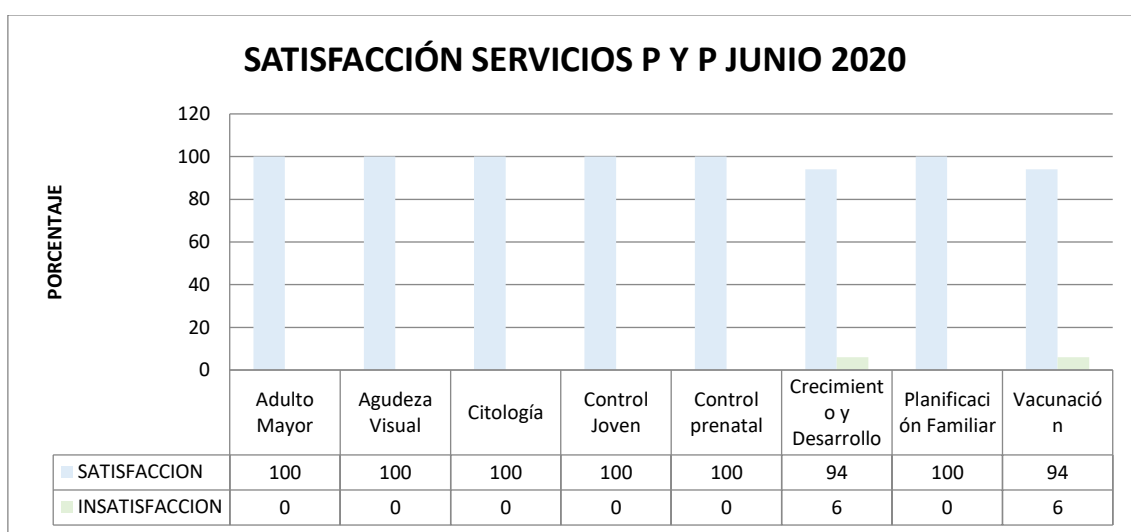 SATISFACCIÓN SERVICIOS P Y P JUNIO 2020
PORCENTAJE
120
100
80
60
40
20
0
Adulto
Mayor
Agudeza
Visual
Citología
Control
Joven
Control
prenatal
Crecimient
o y
Desarrollo
Planificaci
ón Familiar
Vacunació
n
SATISFACCION 100 100 100 100 100 94 100 94
INSATISFACCION 0 0 0 0 0 6 0 6